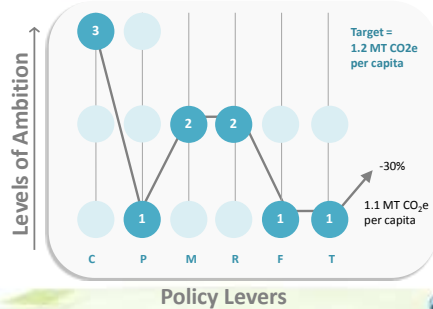 Target =
1.2 MT CO2e
per capita
Levels of Ambition
3
2 2
1 1 1
-30%
1.1 MT CO₂e
per capita
C P M R F T
Policy Levers